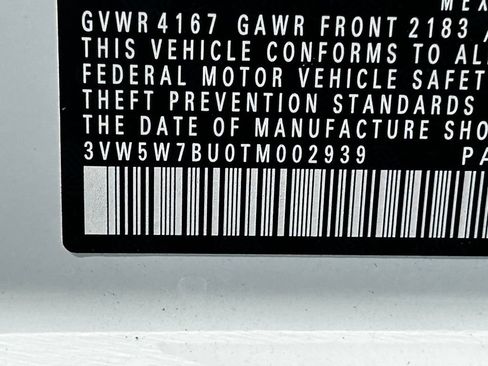 MEX
GVWR 4167 GAWR FRONT 2183
THIS VEHICLE CONFORMS TO AL
FEDERAL MOTOR VEHICLE SAFET
THEFT PREVENTION STANDARDS
THE DATE OF MANUFACTURE SHO
3VW5W7BU0TM002939 PA